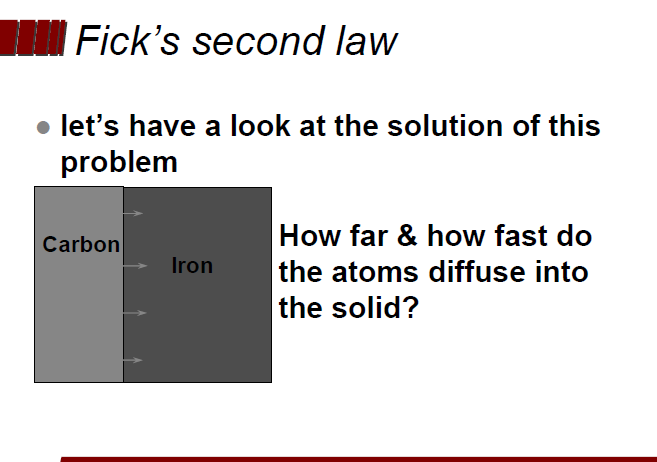 Fick’s second law
let’s have a look at the solution of this
problem
Carbon
Iron
How far & how fast do
the atoms diffuse into
the solid?